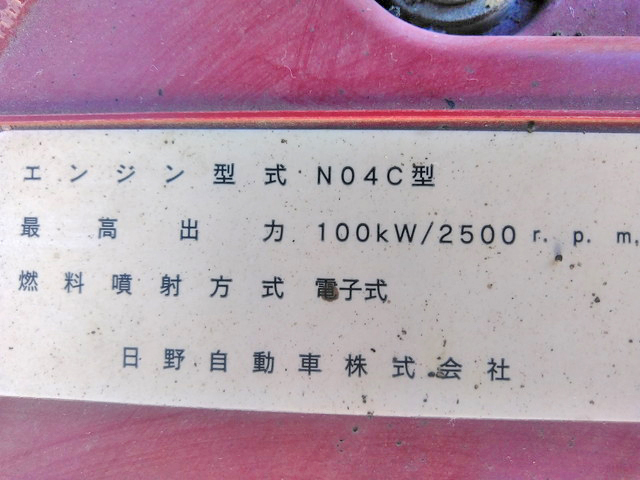 エンジン型式 N04C型
最高出力 100kW/2500 r.p.m.
燃料噴射方式 電子式
日野自動車株式会社